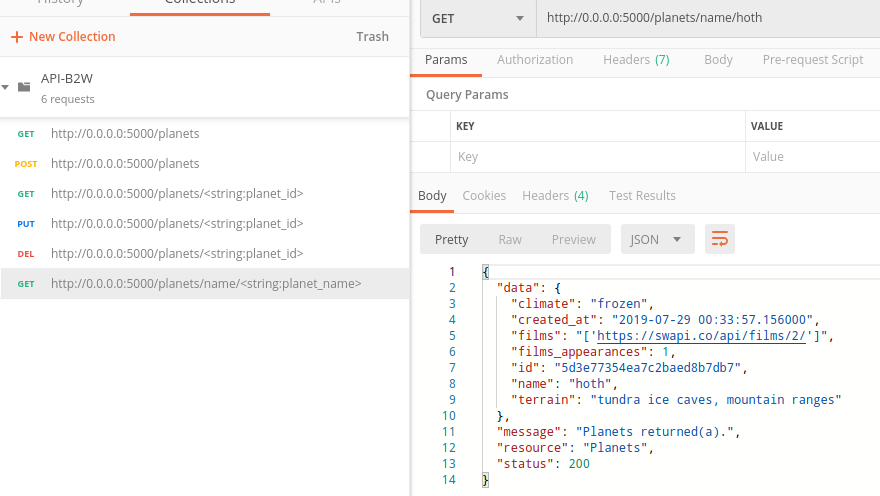 History Collections APIs
+ New Collection Trash
API-B2W
6 requests
GET http://0.0.0.0:5000/planets
POST http://0.0.0.0:5000/planets
GET http://0.0.0.0:5000/planets/<string:planet_id>
PUT http://0.0.0.0:5000/planets/<string:planet_id>
DEL http://0.0.0.0:5000/planets/<string:planet_id>
GET http://0.0.0.0:5000/planets/name/<string:planet_name>
GET http://0.0.0.0:5000/planets/name/hoth
Params Authorization Headers (7) Body Pre-request Script
Query Params
KEY VALUE
Key Value
Body Cookies Headers (4) Test Results
Pretty Raw Preview JSON
1 {
2 "data": {
3 "climate": "frozen",
4 "created_at": "2019-07-29 00:33:57.156000",
5 "films": "['https://swapi.co/api/films/2/']",
6 "films_appearances": 1,
7 "id": "5d3e77354ea7c2baed8b7db7",
8 "name": "hoth",
9 "terrain": "tundra ice caves, mountain ranges"
10 },
11 "message": "Planets returned(a).",
12 "resource": "Planets",
13 "status": 200
14 }